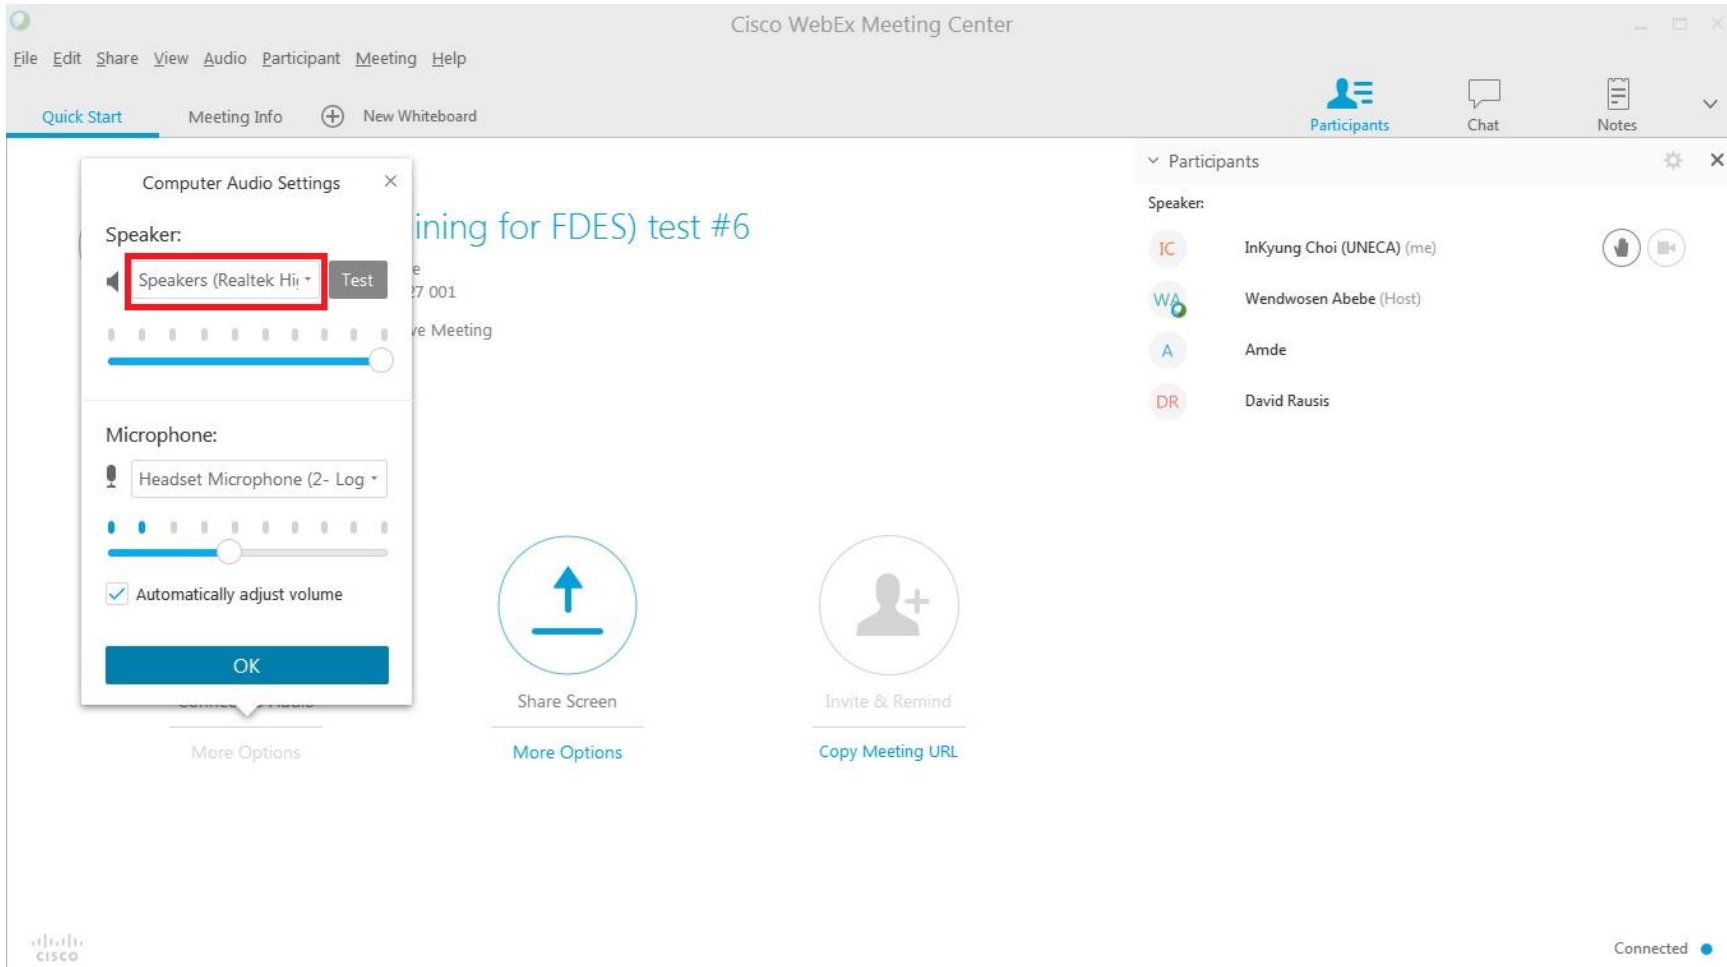 Cisco WebEx Meeting Center
File Edit Share View Audio Participant Meeting Help
Quick Start Meeting Info New Whiteboard
Participants Chat Notes
Computer Audio Settings
Speaker:
Speakers (Realtek Hi Test
Microphone:
Headset Microphone (2- Log
Automatically adjust volume
OK
ining for FDES) test #6
e
27 001
ve Meeting
Share Screen
Invite & Remind
More Options
More Options
Copy Meeting URL
Participants
Speaker:
IC InKyung Choi (UNECA) (me)
WA Wendwosen Abebe (Host)
A Amde
DR David Rausis
CISCO
Connected